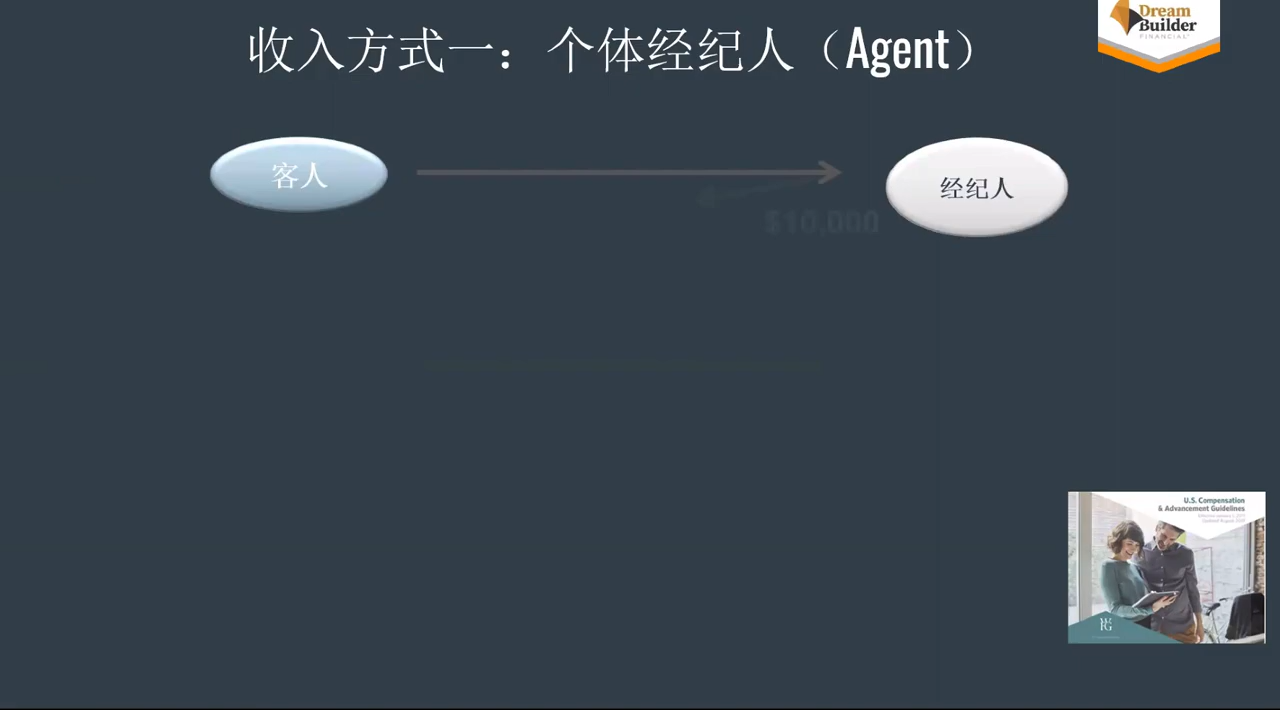 收入方式一：个体经纪人（Agent）
Dream
Builder
FINANCIAL
客人
经纪人
$10,000
U.S. Compensation
& Advancement Guidelines